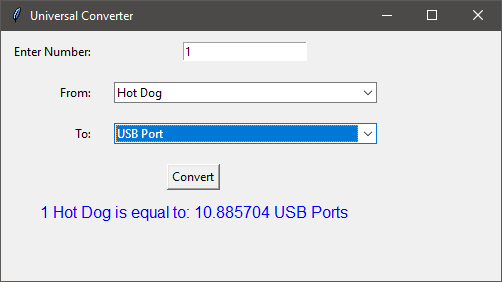 Universal Converter
Enter Number: 1
From: Hot Dog
To: USB Port
Convert
1 Hot Dog is equal to: 10.885704 USB Ports